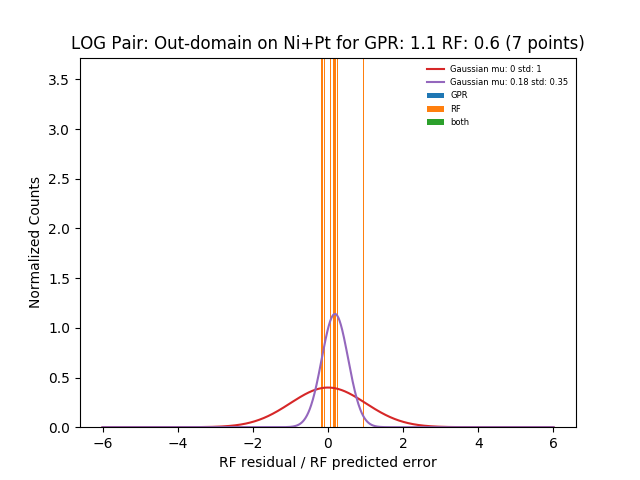 LOG Pair: Out-domain on Ni+Pt for GPR: 1.1 RF: 0.6 (7 points)
Gaussian mu: 0 std: 1
Gaussian mu: 0.18 std: 0.35
GPR
RF
both
Normalized Counts
3.5
3.0
2.5
2.0
1.5
1.0
0.5
0.0
−6 −4 −2 0 2 4 6
RF residual / RF predicted error